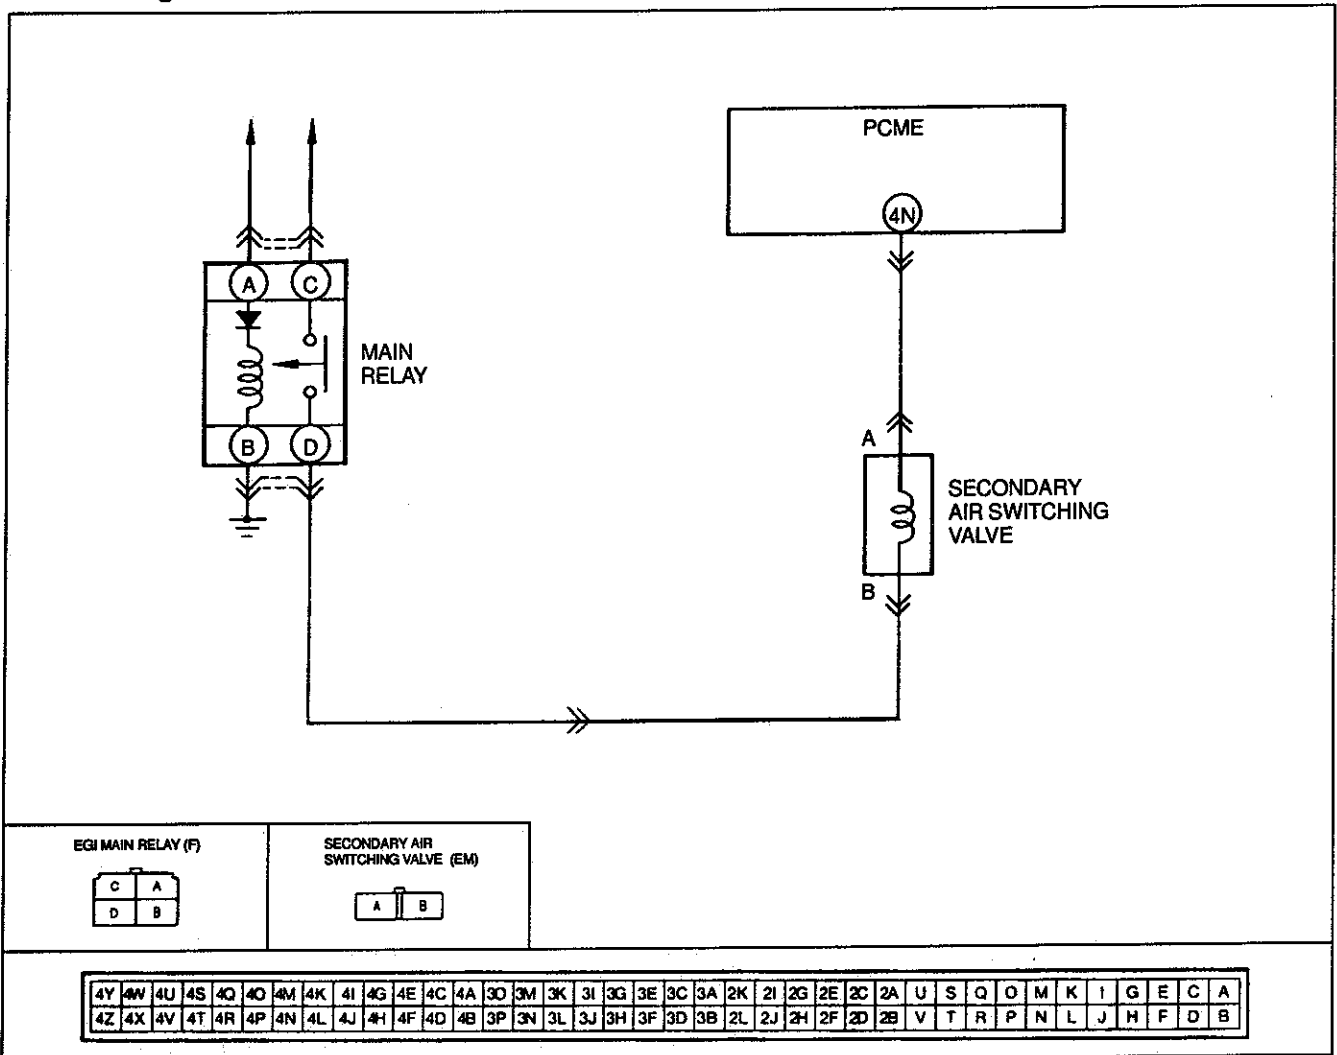 PCME
4N
A C
MAIN
RELAY
B D
A
SECONDARY
AIR SWITCHING
VALVE
B
EGI MAIN RELAY (F)
C A
D B
SECONDARY AIR
SWITCHING VALVE (EM)
A B
4Y 4W 4U 4S 4Q 4O 4M 4K 4I 4G 4E 4C 4A 3O 3M 3K 3I 3G 3E 3C 3A 2K 2I 2G 2E 2C 2A U S Q O M K I G E C A
4Z 4X 4V 4T 4R 4P 4N 4L 4J 4H 4F 4D 4B 3P 3N 3L 3J 3H 3F 3D 3B 2L 2J 2H 2F 2D 2B V T R P N L J H F D B